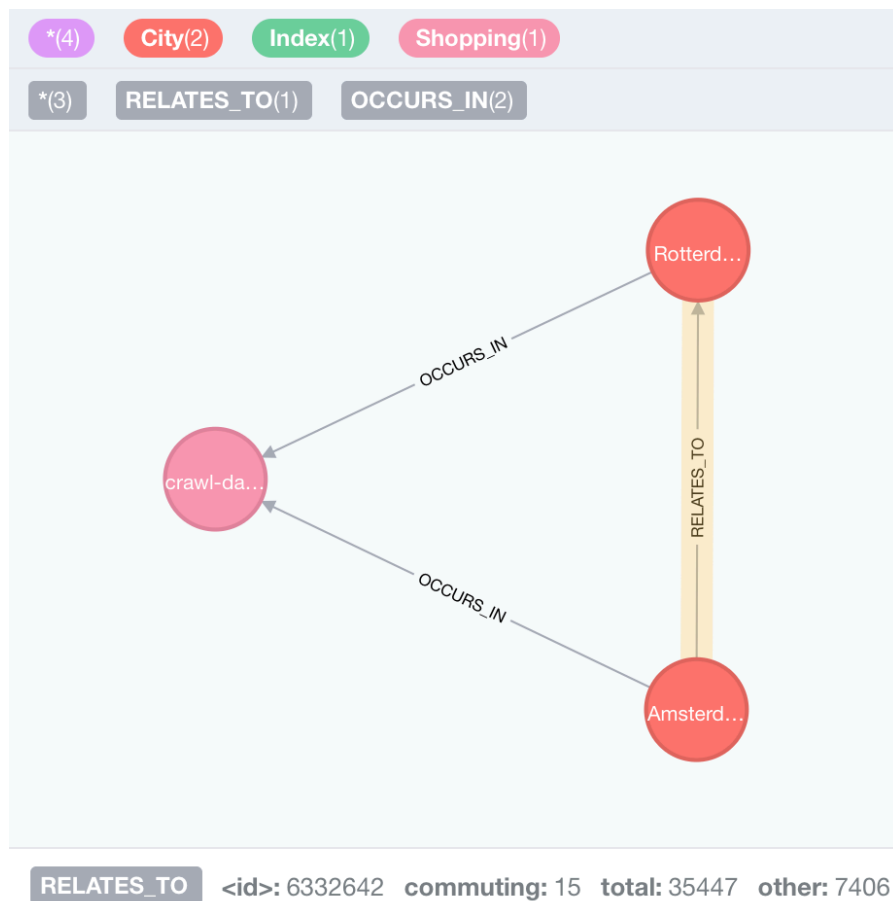 *(4) City(2) Index(1) Shopping(1)
*(3) RELATES_TO(1) OCCURS_IN(2)
Rotterd...
OCCURS_IN
RELATES_TO
crawl-da...
OCCURS_IN
Amsterd...
RELATES_TO <id>: 6332642 commuting: 15 total: 35447 other: 7406